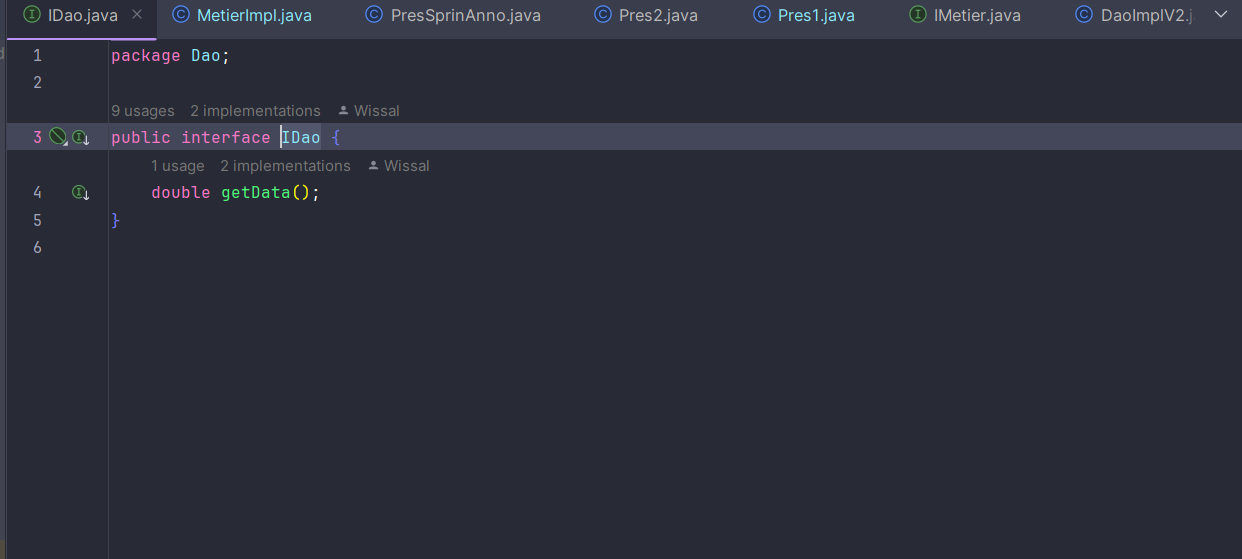 IDao.java MetierImpl.java PresSprinAnno.java Pres2.java Pres1.java IMetier.java DaoImplV2.j
1 package Dao;
2
9 usages 2 implementations Wissal
3 public interface IDao {
1 usage 2 implementations Wissal
4 double getData();
5 }
6